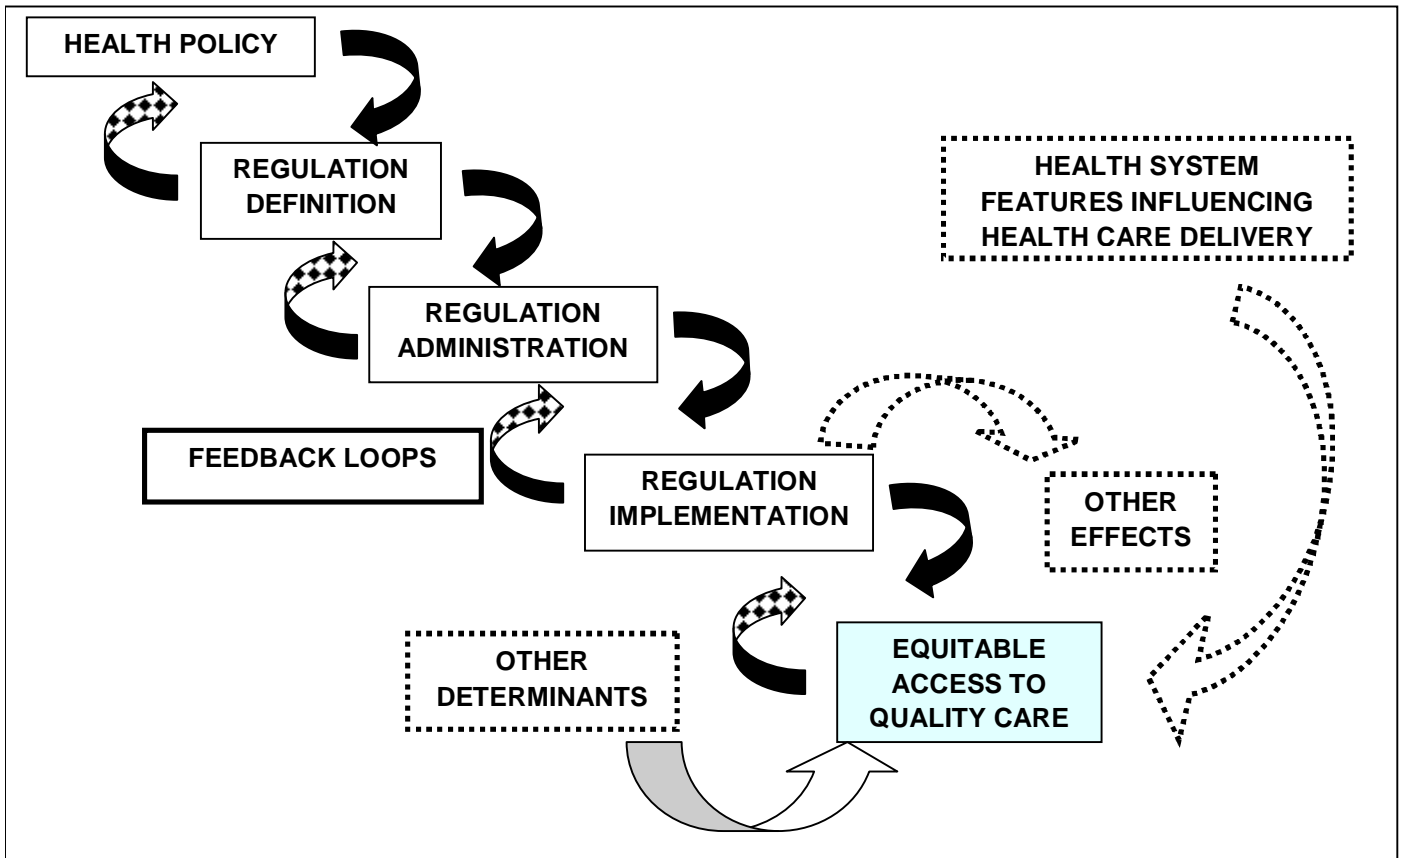 HEALTH POLICY
REGULATION
DEFINITION
HEALTH SYSTEM
FEATURES INFLUENCING
HEALTH CARE DELIVERY
REGULATION
ADMINISTRATION
FEEDBACK LOOPS
REGULATION
IMPLEMENTATION
OTHER
EFFECTS
OTHER
DETERMINANTS
EQUITABLE
ACCESS TO
QUALITY CARE